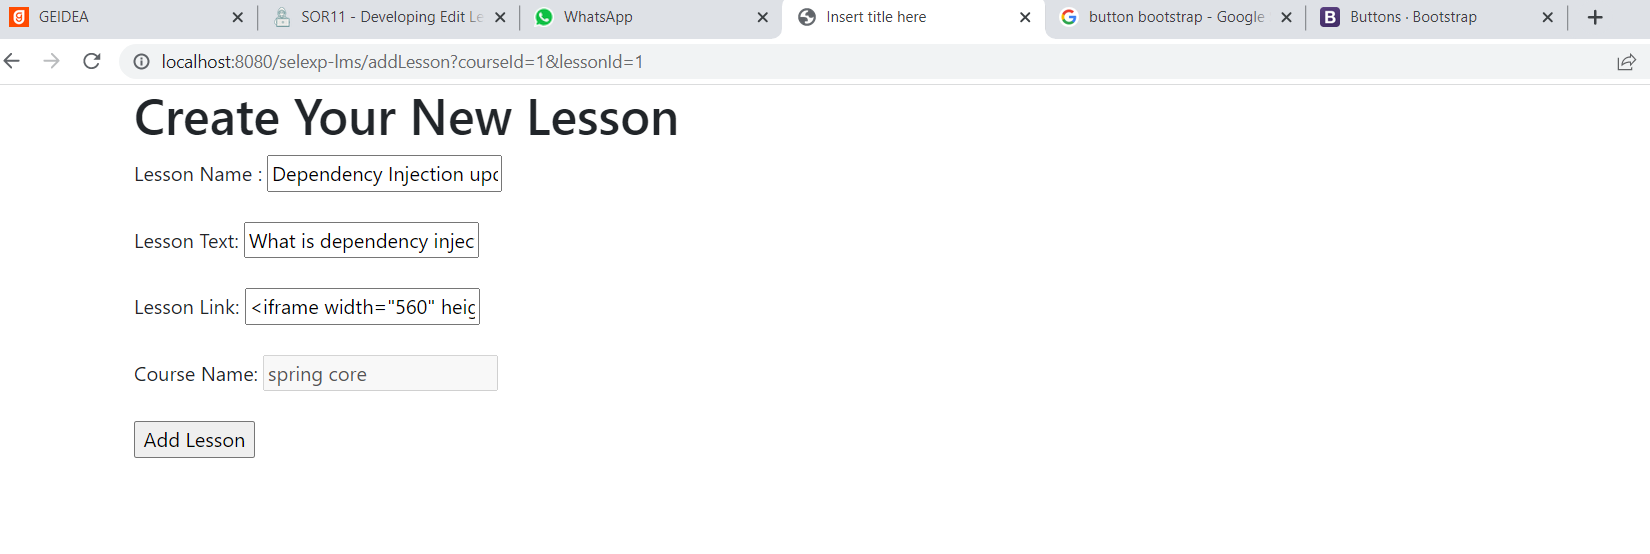 GEIDEA
SOR11 - Developing Edit Le
WhatsApp
Insert title here
button bootstrap - Google
Buttons · Bootstrap
localhost:8080/selexp-lms/addLesson?courseId=1&lessonId=1
Create Your New Lesson
Lesson Name : Dependency Injection upd
Lesson Text: What is dependency injec
Lesson Link: <iframe width="560" heig
Course Name: spring core
Add Lesson